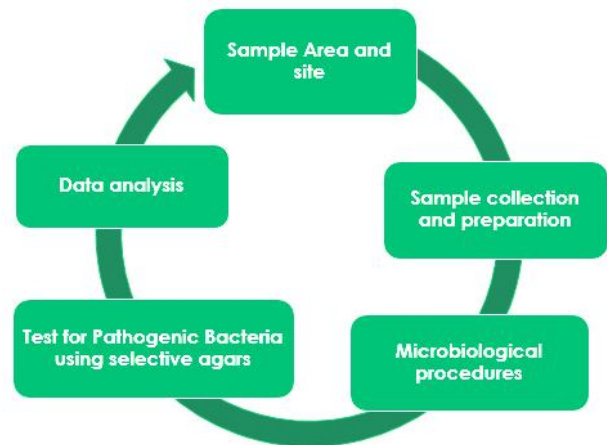 Sample Area and
site
Sample collection
and preparation
Microbiological
procedures
Test for Pathogenic Bacteria
using selective agars
Data analysis